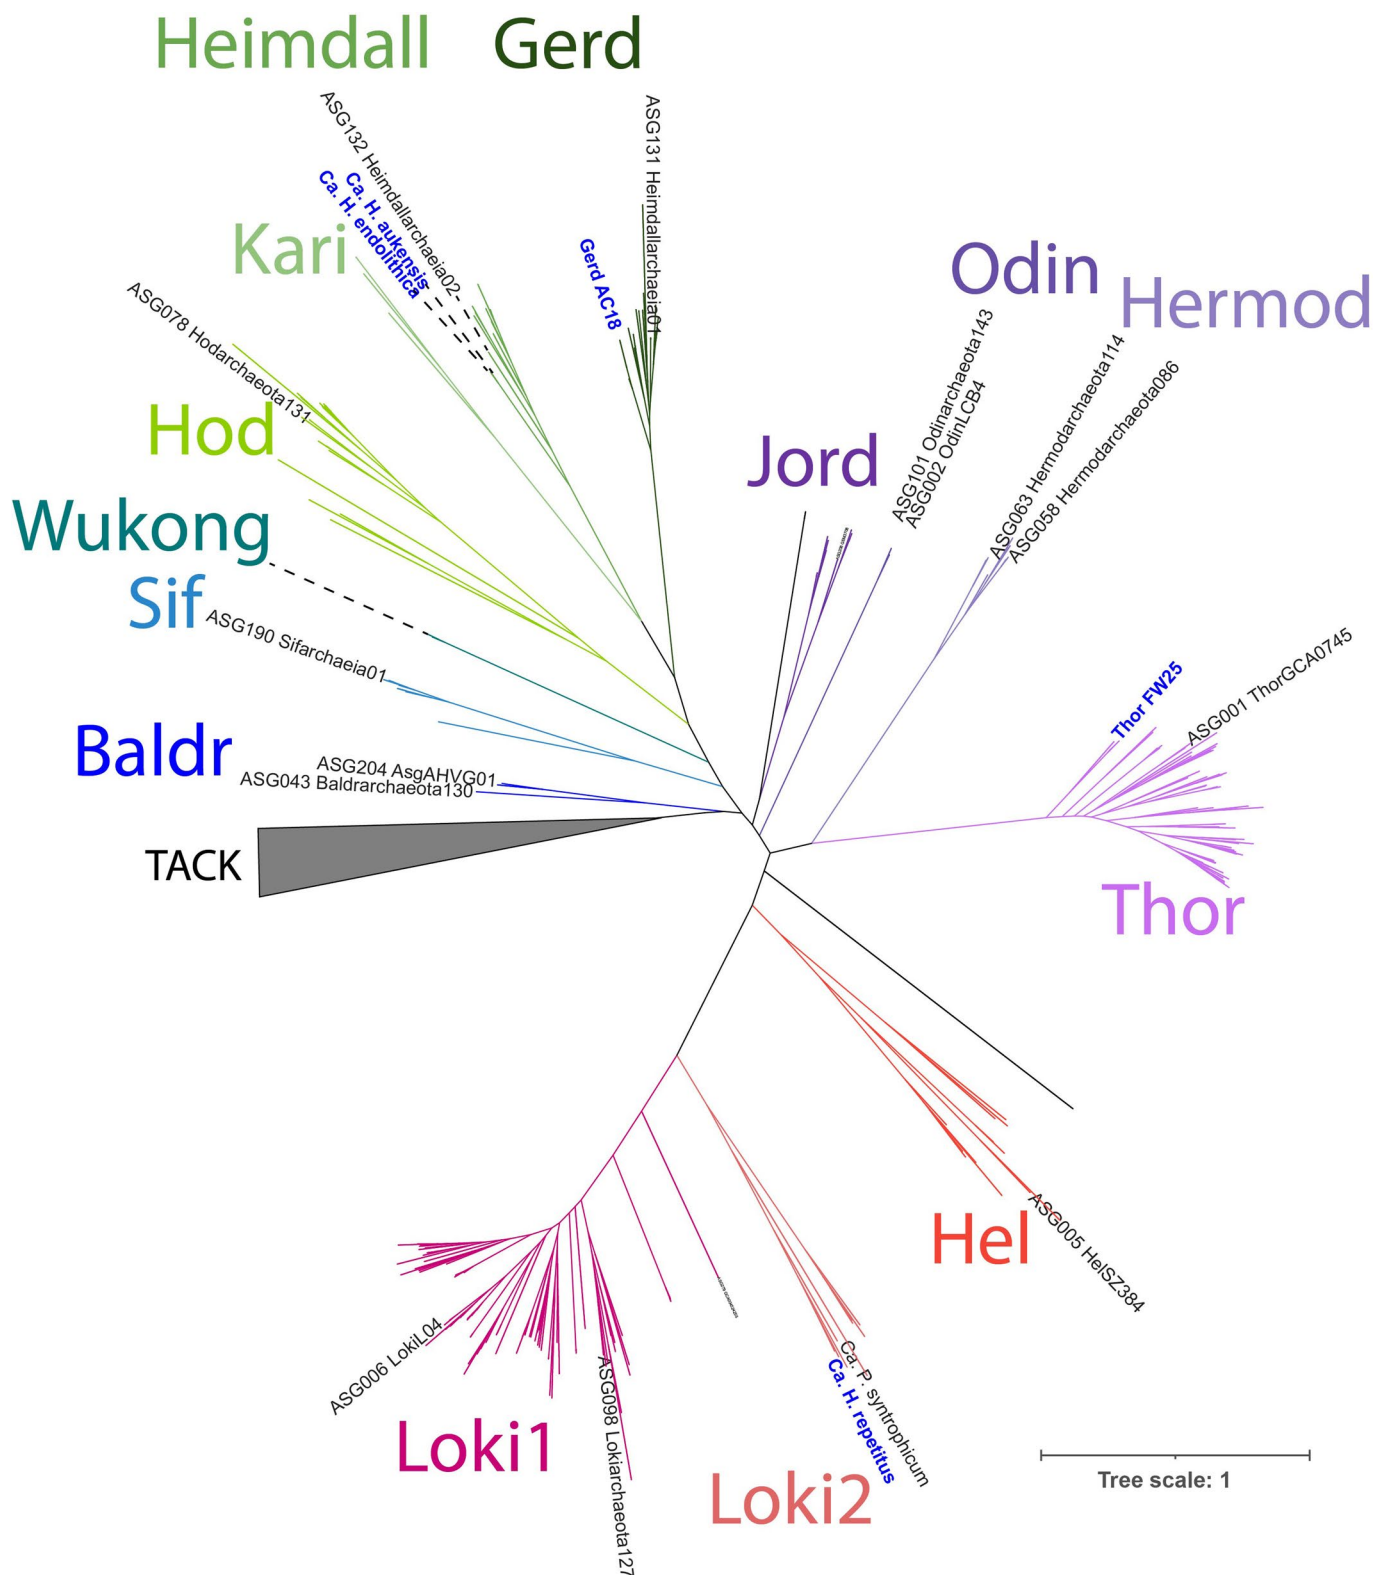 Heimdall
Gerd
ASG132 Heimdallarchaeia02
ASG131 Heimdallarchaeia01
Ca. H. aukensis
Ca. H. endolithica
Kari
Gerd AC18
Odin
Hermod
ASG078 Hodarchaeota131
ASG101 Odinarchaeota143
ASG002 OdinLCB4
ASG063 Hermodarchaeota114
ASG058 Hermodarchaeota086
Hod
Jord
Wukong
Sif
ASG190 Sifarchaeia01
Thor FW25
ASG001 ThorGCA0745
Baldr
ASG204 AsgAHVG01
ASG043 Baldrarchaeota130
TACK
Thor
Hel
ASG005 HelSZ384
ASG006 LokiL04
ASG098 Lokiarchaeota127
Ca. P. syntrophicum
Ca. H. repetitus
Loki1
Loki2
Tree scale: 1